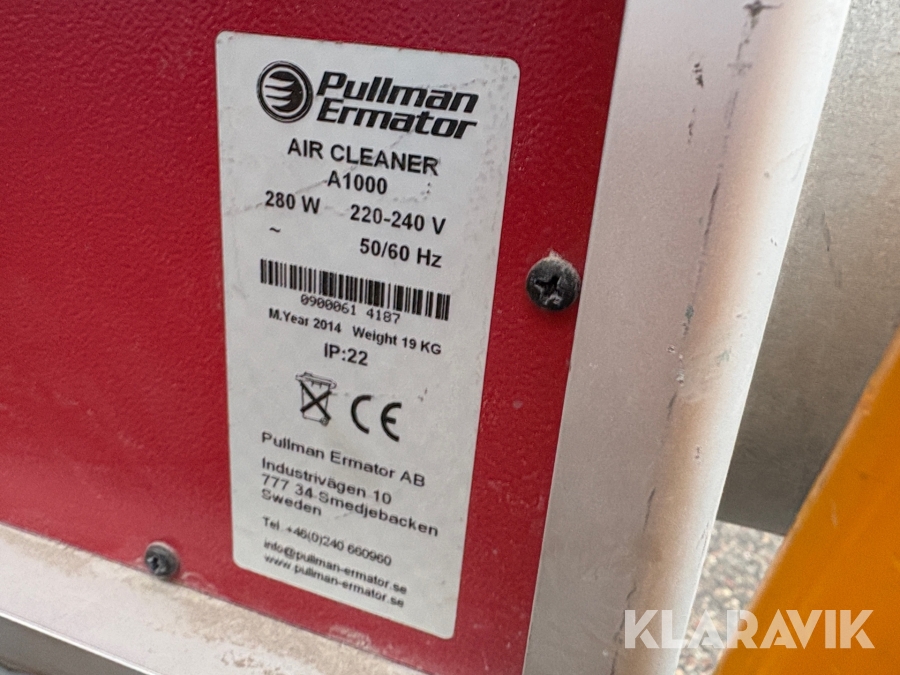 Pullman
Ermator
AIR CLEANER
A1000
280 W 220-240 V
~ 50/60 Hz
0900061 4187
M.Year 2014 Weight 19 KG
IP:22
CE
Pullman Ermator AB
Industrivägen 10
777 34 Smedjebacken
Sweden
Tel +46(0)240 660960
info@pullman-ermator.se
www.pullman-ermator.se
KLARAVIK